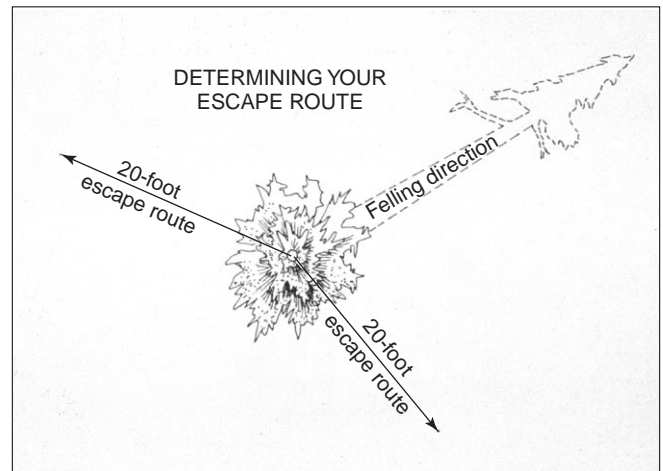 DETERMINING YOUR
ESCAPE ROUTE
Felling direction
20-foot
escape route
20-foot
escape route